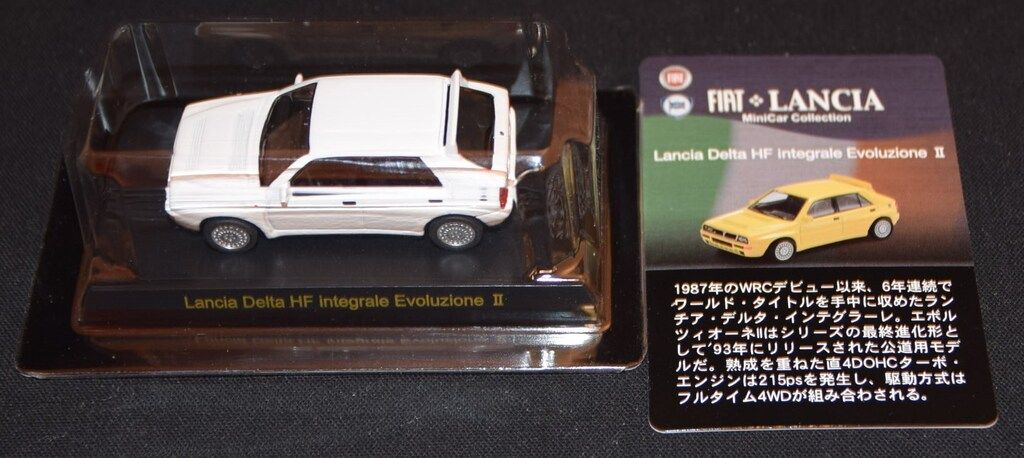 Lancia Delta HF integrale Evoluzione Ⅱ
FIAT LANCIA
MiniCar Collection
Lancia Delta HF integrale Evoluzione Ⅱ
1987年のWRCデビュー以来、6年連続で
ワールド・タイトルを手中に収めたラン
チア・デルタ・インテグラーレ。エボル
ツィオーネⅡはシリーズの最終進化形と
して'93年にリリースされた公道用モデ
ルだ。熟成を重ねた直4DOHCターボ・
エンジンは215psを発生し、駆動方式は
フルタイム4WDが組み合わされる。